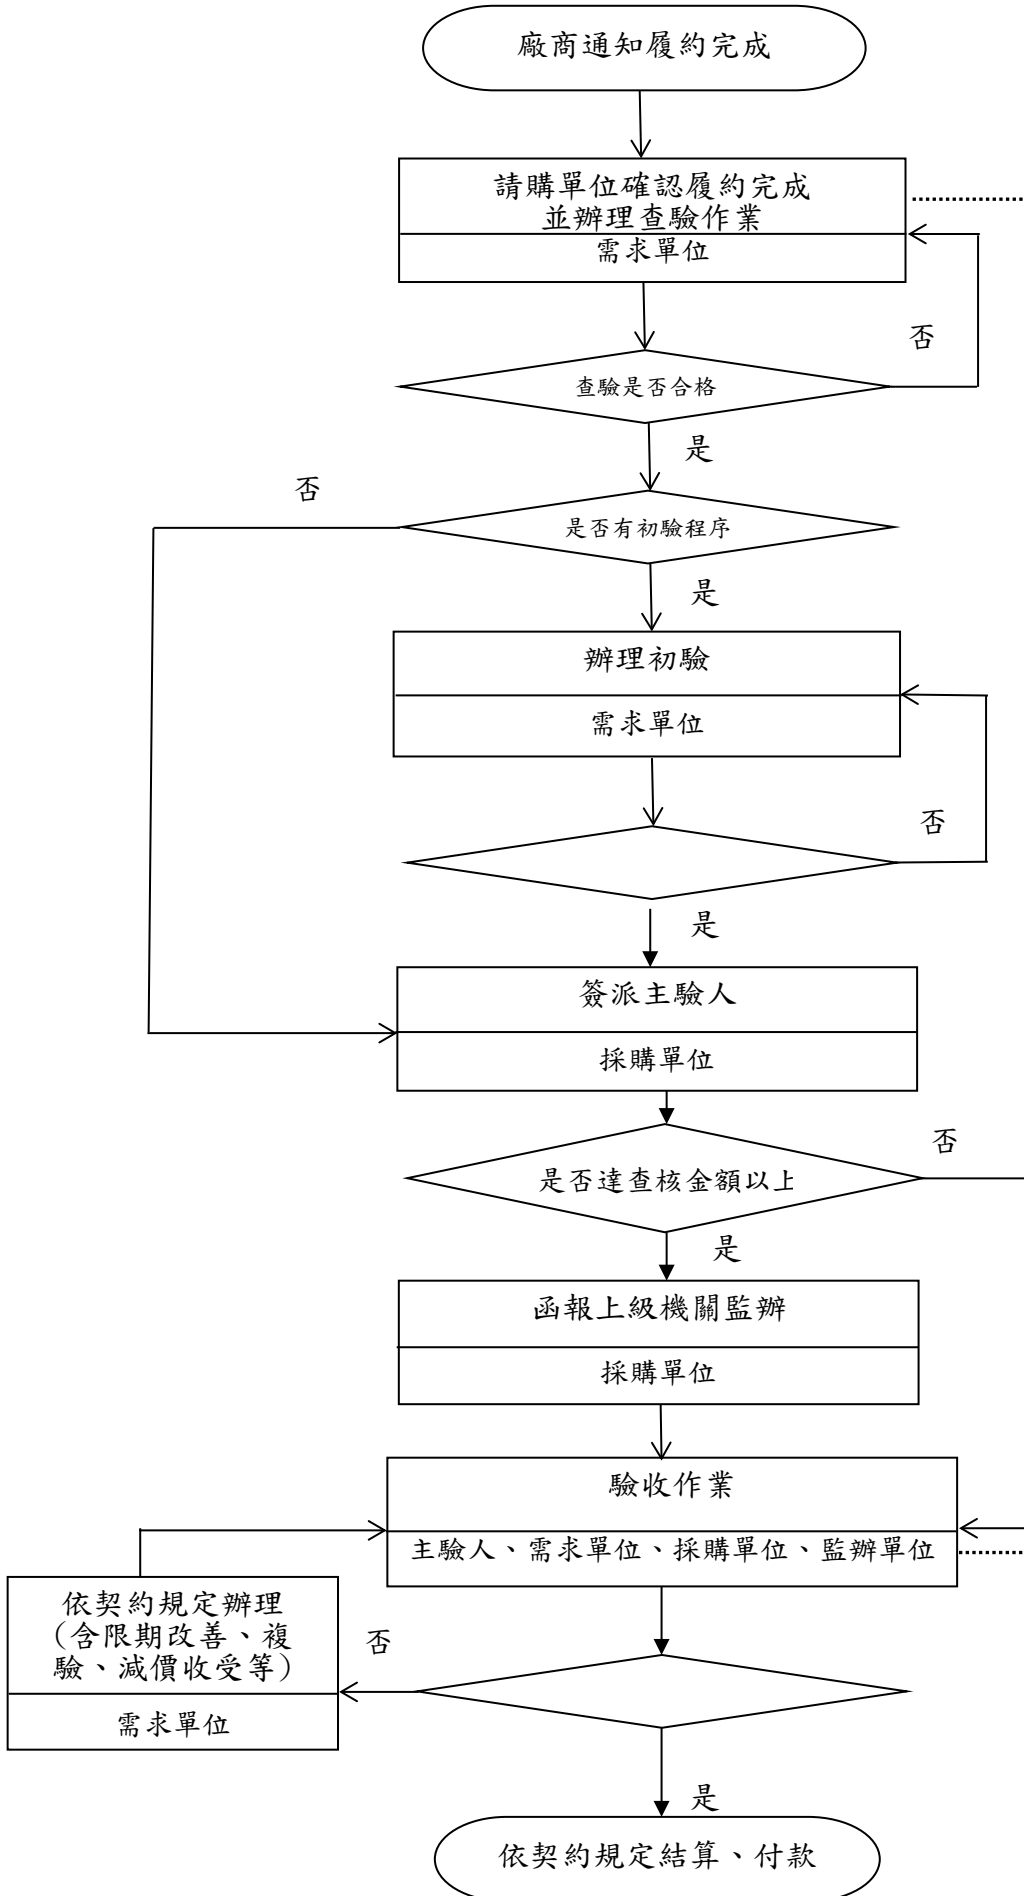 廠商通知履約完成
請購單位確認履約完成
並辦理查驗作業
需求單位
否
查驗是否合格
是
否
是否有初驗程序
是
辦理初驗
需求單位
否
是
簽派主驗人
採購單位
否
是否達查核金額以上
是
函報上級機關監辦
採購單位
驗收作業
主驗人、需求單位、採購單位、監辦單位
依契約規定辦理
(含限期改善、複
驗、減價收受等)
需求單位
否
是
依契約規定結算、付款